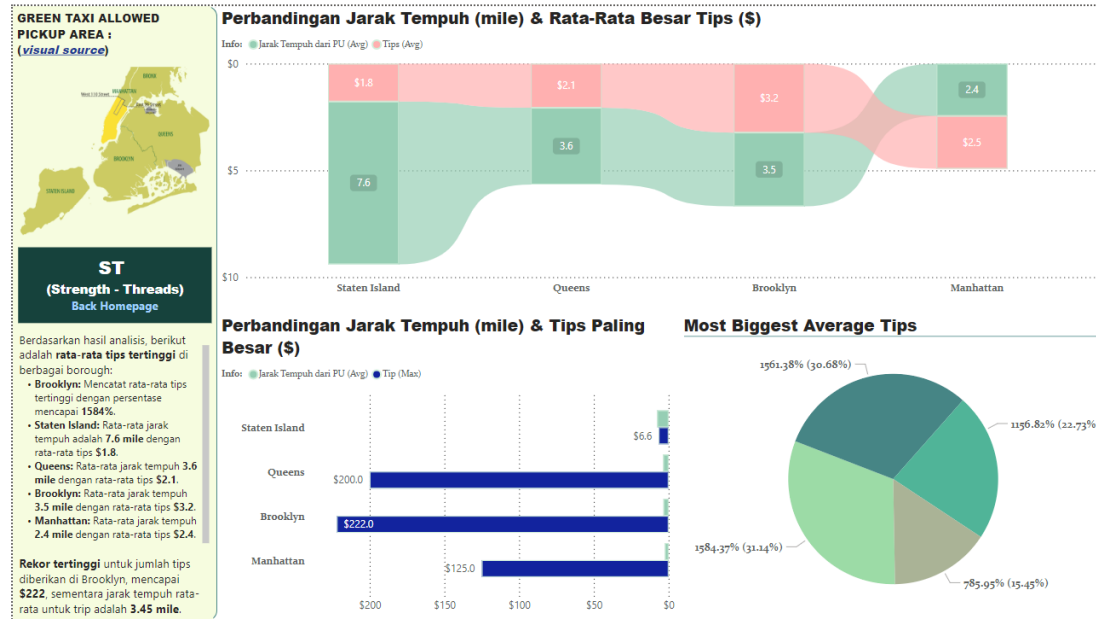 GREEN TAXI ALLOWED
PICKUP AREA :
(visual source)
BRONX
MANHATTAN
QUEENS
BROOKLYN
STATEN ISLAND
ST
(Strength - Threads)
Back Homepage
Berdasarkan hasil analisis, berikut
adalah rata-rata tips tertinggi di
berbagai borough:
• Brooklyn: Mencatat rata-rata tips
tertinggi dengan persentase
mencapai 1584%.
• Staten Island: Rata-rata jarak
tempuh adalah 7.6 mile dengan
rata-rata tips $1.8.
• Queens: Rata-rata jarak tempuh 3.6
mile dengan rata-rata tips $2.1.
• Brooklyn: Rata-rata jarak tempuh
3.5 mile dengan rata-rata tips $3.2.
• Manhattan: Rata-rata jarak tempuh
2.4 mile dengan rata-rata tips $2.4.
Rekor tertinggi untuk jumlah tips
diberikan di Brooklyn, mencapai
$222, sementara jarak tempuh rata-
rata untuk trip adalah 3.45 mile.
Perbandingan Jarak Tempuh (mile) & Rata-Rata Besar Tips ($)
Info: Jarak Tempuh dari PU (Avg) Tips (Avg)
$0
$1.8
$2.1
$3.2
2.4
$2.5
3.6
3.5
7.6
$5
$10
Staten Island
Queens
Brooklyn
Manhattan
Perbandingan Jarak Tempuh (mile) & Tips Paling
Besar ($)
Info: Jarak Tempuh dari PU (Avg) Tip (Max)
Staten Island
$6.6
Queens
$200.0
Brooklyn
$222.0
Manhattan
$125.0
$200
$150
$100
$50
$0
Most Biggest Average Tips
1561.38% (30.68%)
1156.82% (22.73%
1584.37% (31.14%)
785.95% (15.45%)